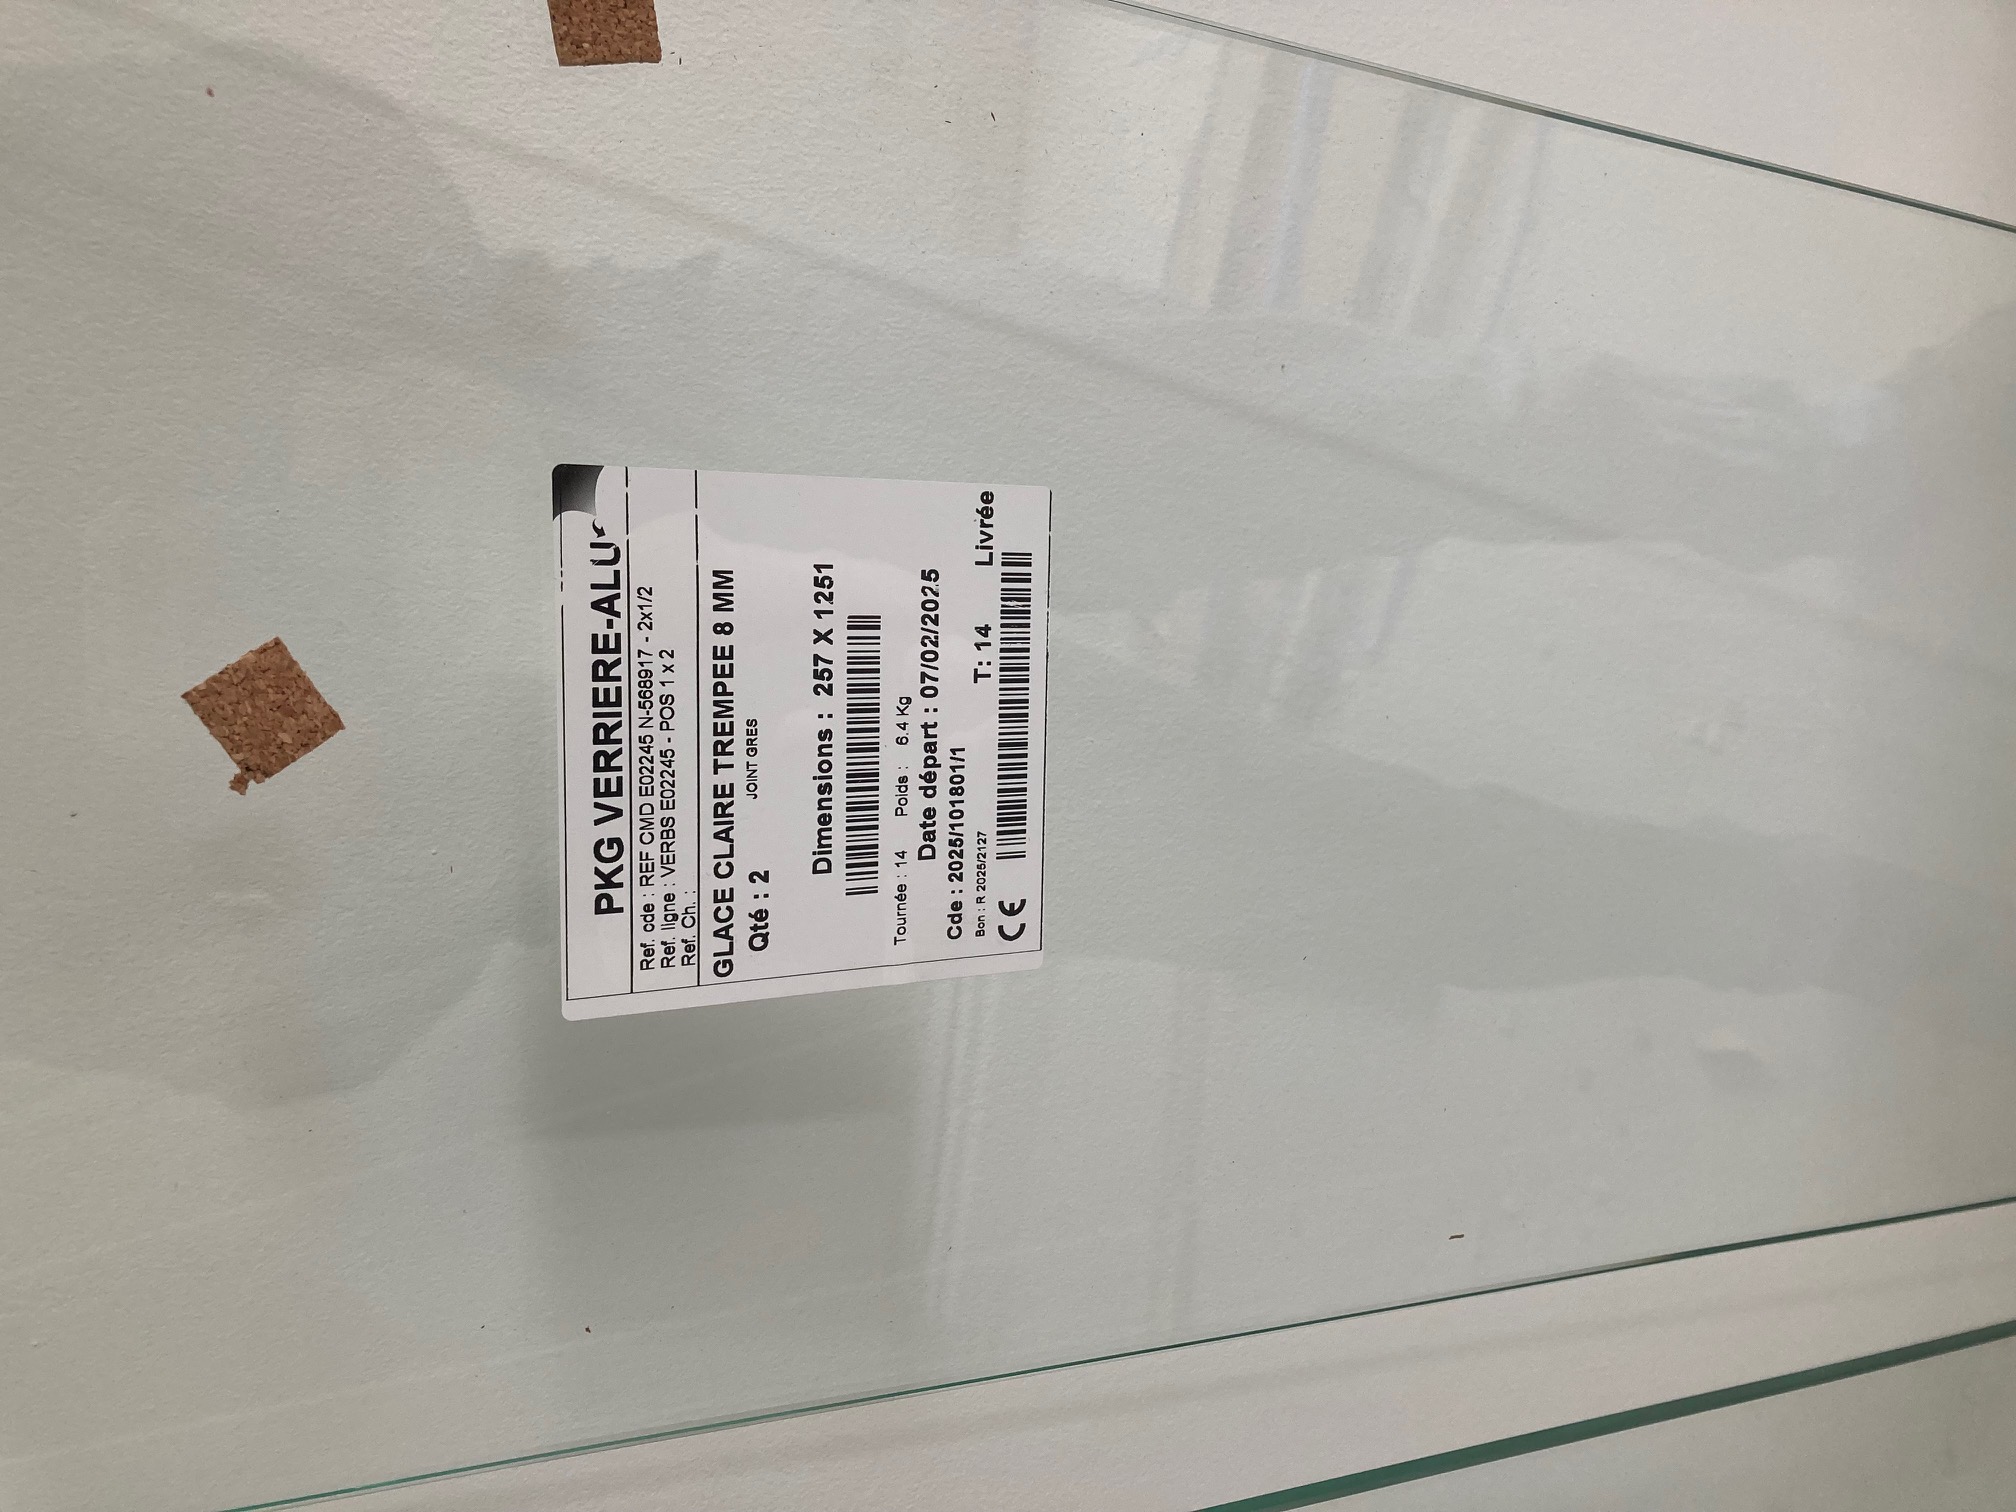 PKG VERRIERE-ALU
Ref. cde : REF CMD E02245 N-568917 - 2x1/2
Ref. ligne : VERBS E02245 - POS 1 x 2
Ref. Ch. :
GLACE CLAIRE TREMPEE 8 MM
Qté : 2 JOINT GRES
Dimensions : 257 X 1251
Tournée : 14 Poids : 6.4 Kg
Date départ : 07/02/2025
Cde : 2025/101801/1
Bon : R 2025/2127 T: 14 Livrée
CE